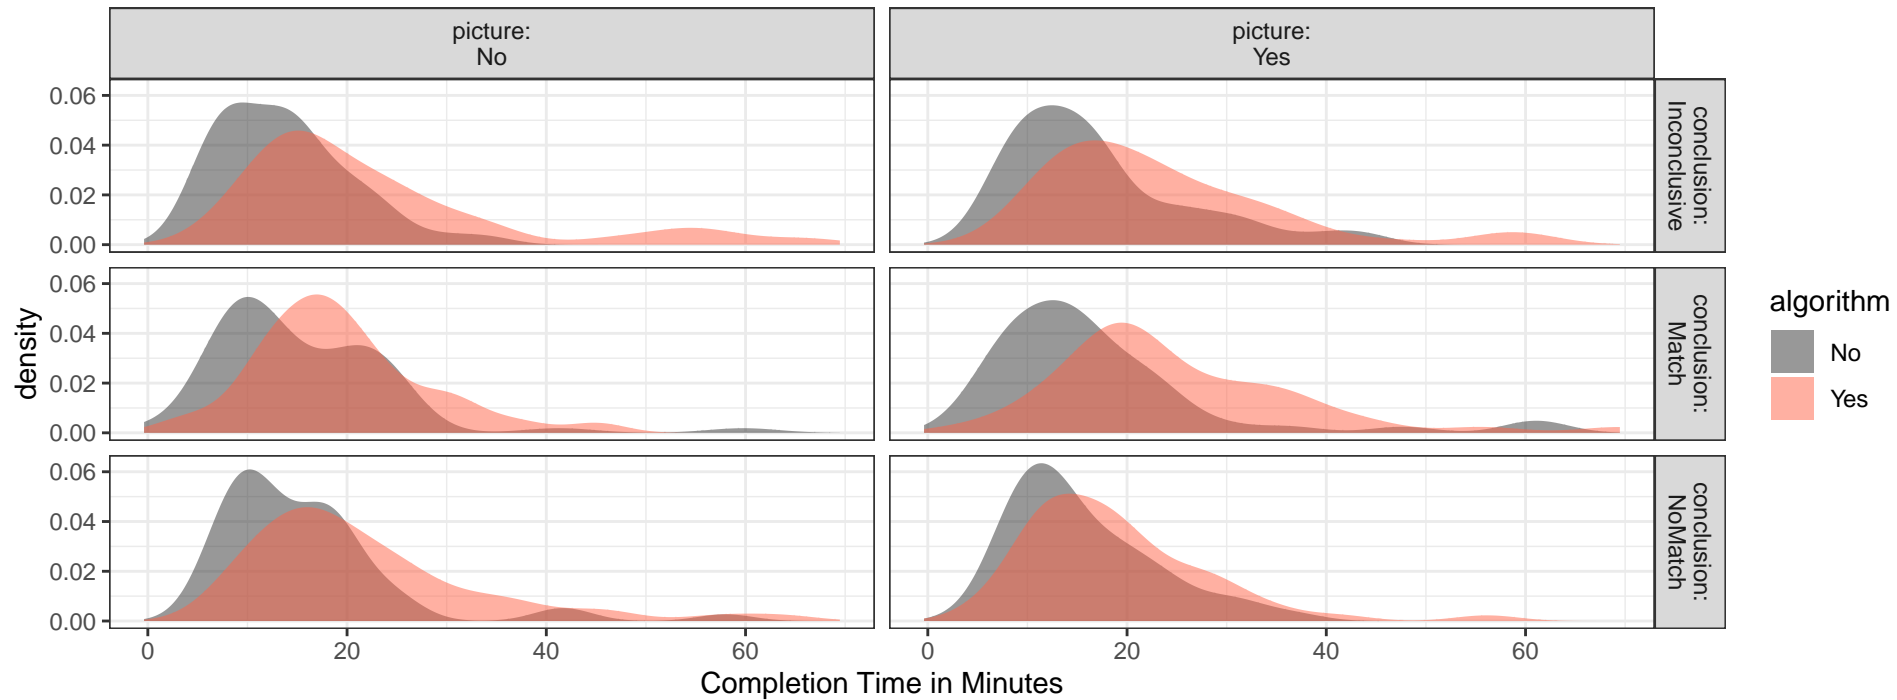 picture:
No
picture:
Yes
0.06
0.04
0.02
0.00
conclusion:
Inconclusive
0.06
0.04
0.02
0.00
conclusion:
Match
0.06
0.04
0.02
0.00
conclusion:
NoMatch
density
0 20 40 60
0 20 40 60
Completion Time in Minutes
algorithm
No
Yes